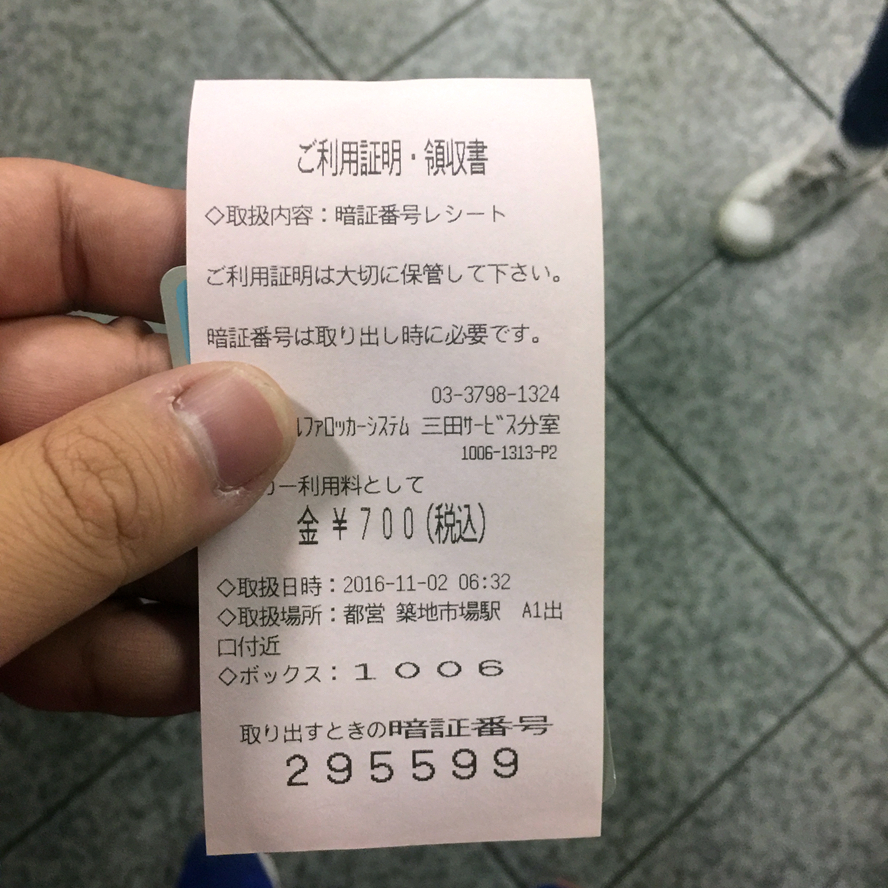 ご利用証明・領収書
◇取扱内容：暗証番号レシート
ご利用証明は大切に保管して下さい。
暗証番号は取り出し時に必要です。
03-3798-1324
ルファロッカーシステム 三田サービス分室
1006-1313-P2
カー利用料として
金￥７００(税込)
◇取扱日時：2016-11-02 06:32
◇取扱場所：都営 築地市場駅　A1出
口付近
◇ボックス：１００６
取り出すときの暗証番号
２９５５９９